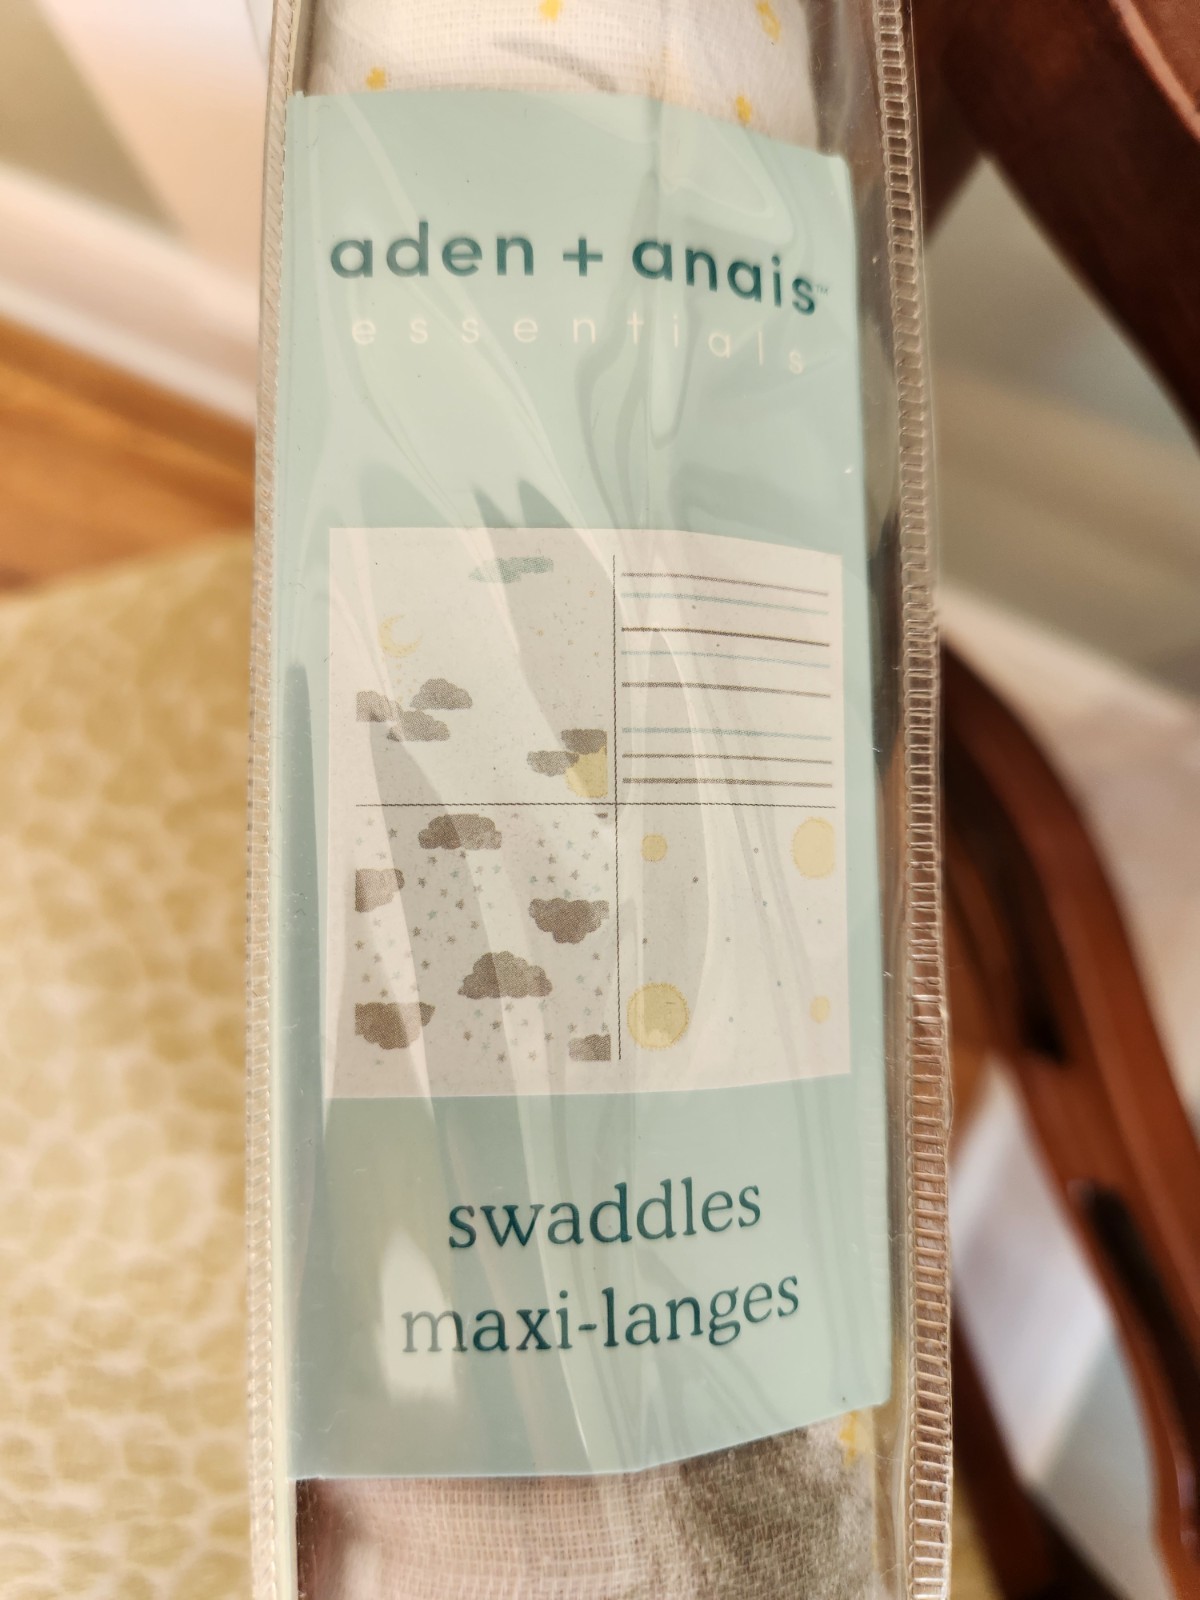 aden + anais™
essentials
swaddles
maxi-langes